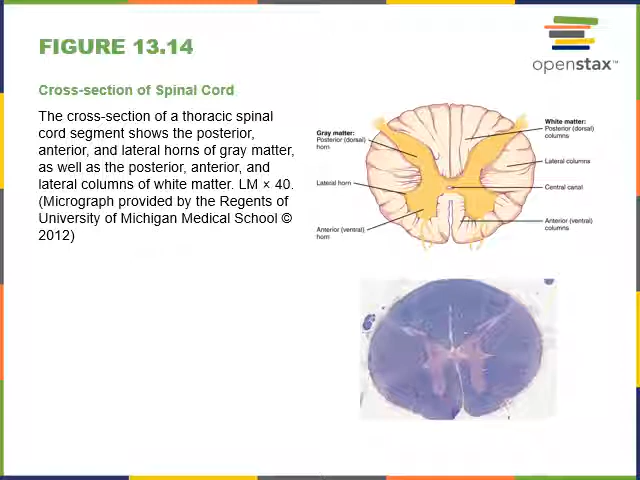 FIGURE 13.14
openstax™
Cross-section of Spinal Cord
The cross-section of a thoracic spinal
cord segment shows the posterior,
anterior, and lateral horns of gray matter,
as well as the posterior, anterior, and
lateral columns of white matter. LM × 40.
(Micrograph provided by the Regents of
University of Michigan Medical School ©
2012)
Gray matter:
Posterior (dorsal)
horn
Lateral horn
Anterior (ventral)
horn
White matter:
Posterior (dorsal)
columns
Lateral columns
Central canal
Anterior (ventral)
columns